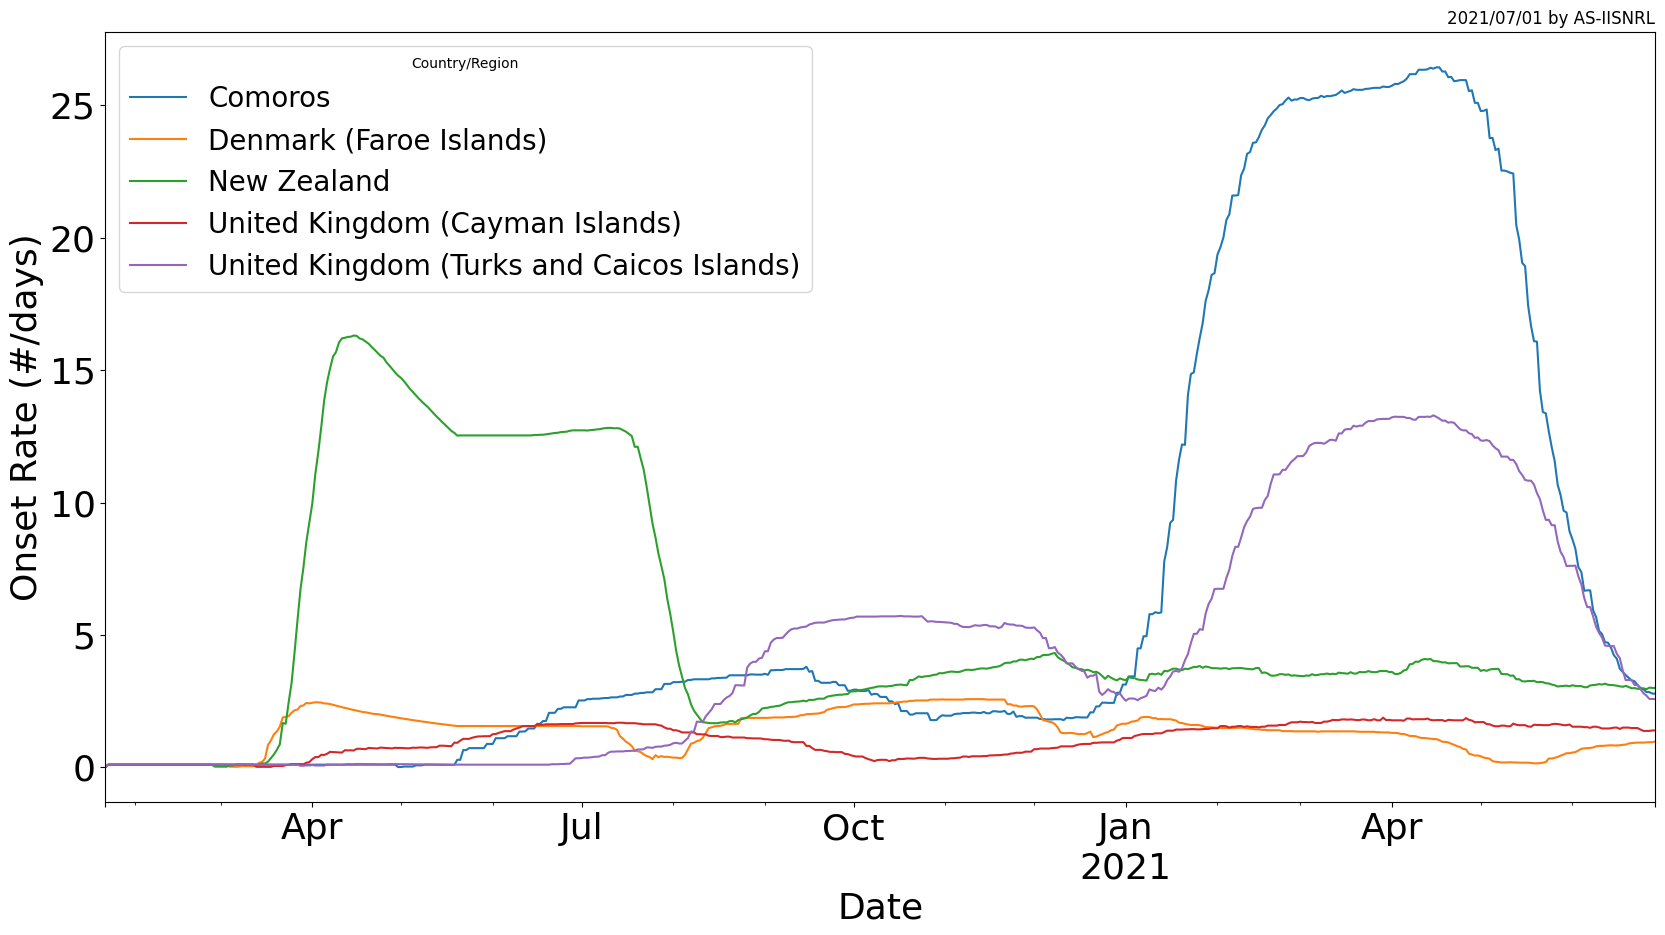 2021/07/01 by AS-IISNRL
Country/Region
Comoros
Denmark (Faroe Islands)
New Zealand
United Kingdom (Cayman Islands)
United Kingdom (Turks and Caicos Islands)
Onset Rate (#/days)
25
20
15
10
5
0
Apr Jul Oct Jan Apr
2021
Date